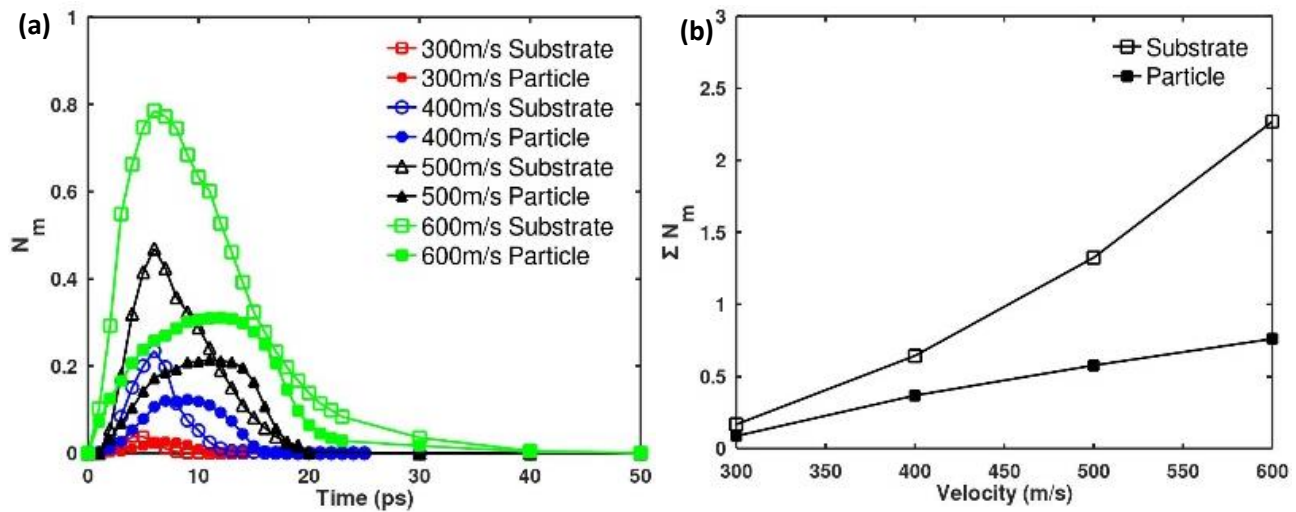 (a)
1
0.8
0.6
0.4
0.2
0
N_m
0 10 20 30 40 50
Time (ps)
300m/s Substrate
300m/s Particle
400m/s Substrate
400m/s Particle
500m/s Substrate
500m/s Particle
600m/s Substrate
600m/s Particle
(b)
3
2.5
2
1.5
1
0.5
0
Σ N_m
300 350 400 450 500 550 600
Velocity (m/s)
Substrate
Particle